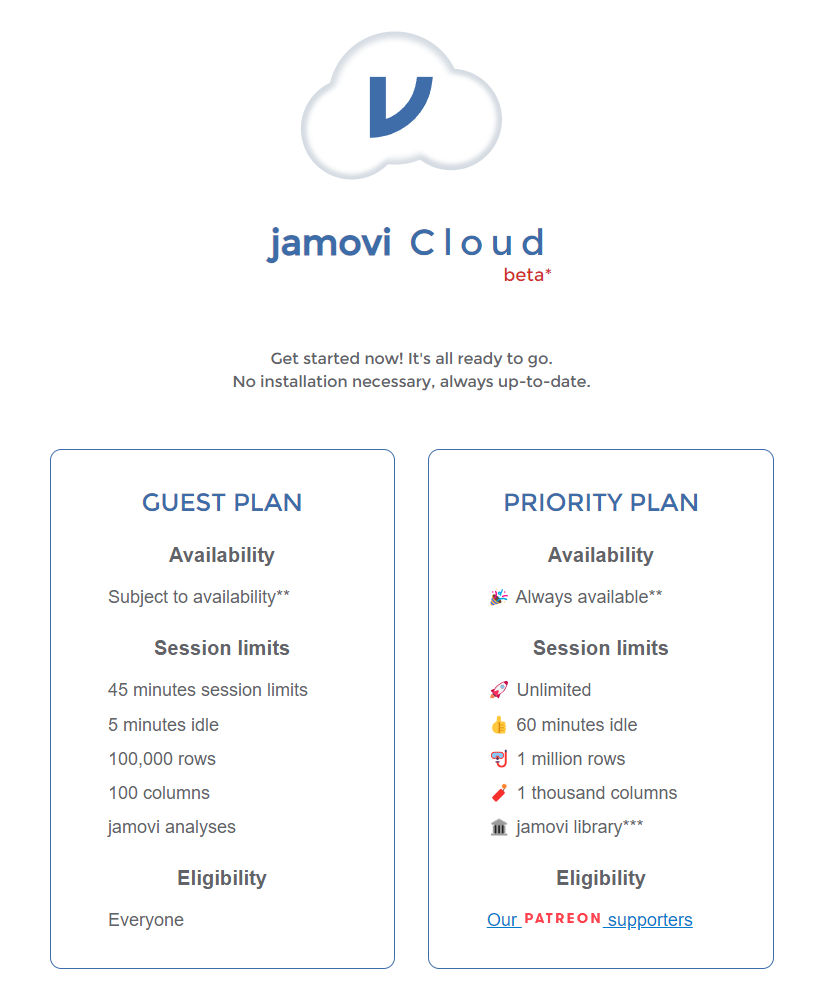 jamovi Cloud
beta*
Get started now! It's all ready to go.
No installation necessary, always up-to-date.
GUEST PLAN
Availability
Subject to availability**
Session limits
45 minutes session limits
5 minutes idle
100,000 rows
100 columns
jamovi analyses
Eligibility
Everyone
PRIORITY PLAN
Availability
🎉 Always available**
Session limits
🚀 Unlimited
👍 60 minutes idle
🤿 1 million rows
🧨 1 thousand columns
🏛 jamovi library***
Eligibility
Our PATREON supporters